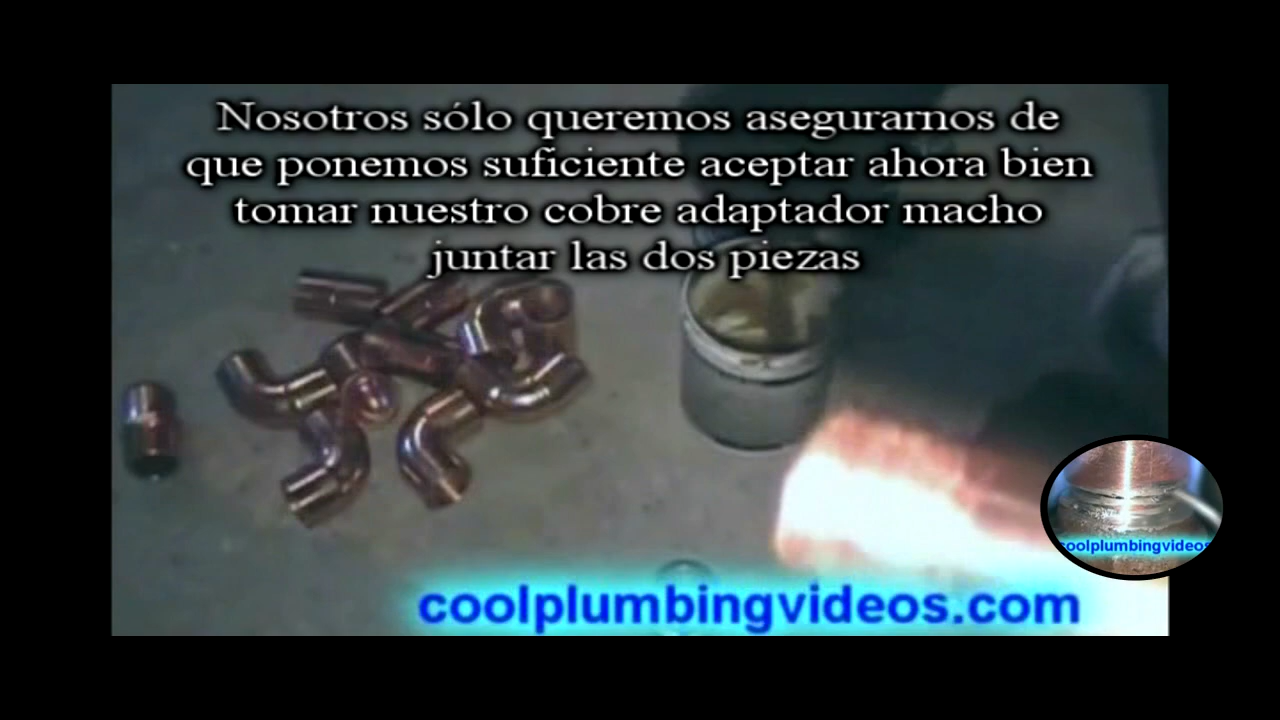 Nosotros sólo queremos asegurarnos de
que ponemos suficiente aceptar ahora bien
tomar nuestro cobre adaptador macho
juntar las dos piezas
coolplumbingvideos
coolplumbingvideos.com